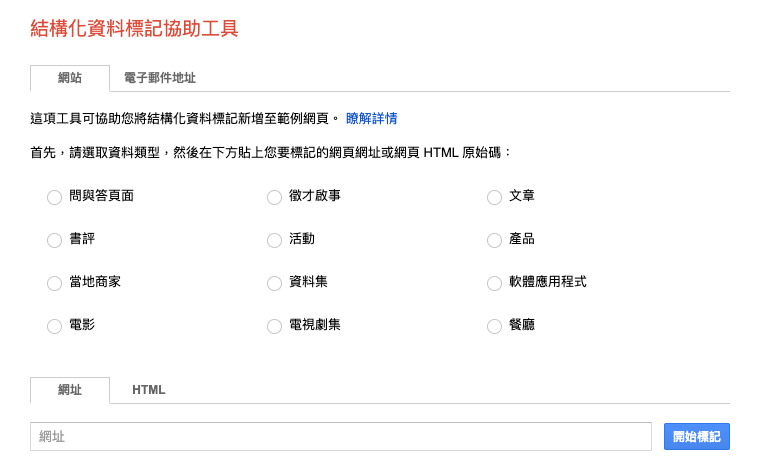 結構化資料標記協助工具
網站 電子郵件地址
這項工具可協助您將結構化資料標記新增至範例網頁。 瞭解詳情
首先，請選取資料類型，然後在下方貼上您要標記的網頁網址或網頁 HTML 原始碼：
問與答頁面 徵才啟事 文章
書評 活動 產品
當地商家 資料集 軟體應用程式
電影 電視劇集 餐廳
網址 HTML
網址 開始標記